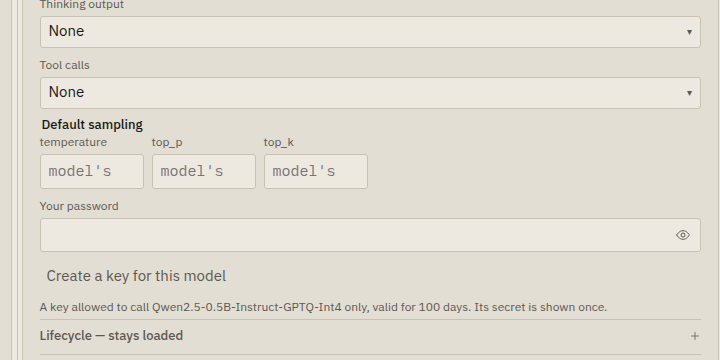 Thinking output
None
Tool calls
None
Default sampling
temperature top_p top_k
model's model's model's
Your password
Create a key for this model
A key allowed to call Qwen2.5-0.5B-Instruct-GPTQ-Int4 only, valid for 100 days. Its secret is shown once.
Lifecycle — stays loaded +